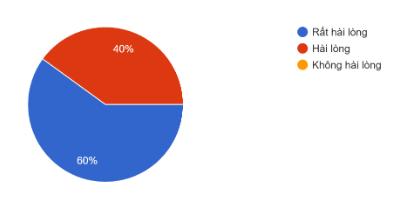 40%
60%
Rất hài lòng
Hài lòng
Không hài lòng